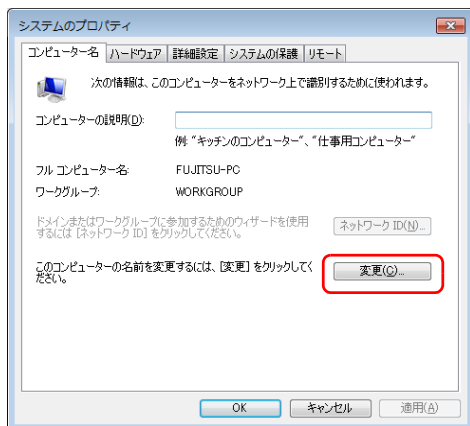 システムのプロパティ
コンピューター名 ハードウェア 詳細設定 システムの保護 リモート
次の情報は、このコンピューターをネットワーク上で識別するために使われます。
コンピューターの説明(D):
例: "キッチンのコンピューター"、"仕事用コンピューター"
フル コンピューター名: FUJITSU-PC
ワークグループ: WORKGROUP
ドメインまたはワークグループに参加するためのウィザードを使用
するには [ネットワーク ID] をクリックしてください。
ネットワーク ID(N)...
このコンピューターの名前を変更するには、[変更] をクリックしてく
ださい。
変更(C)...
OK キャンセル 適用(A)